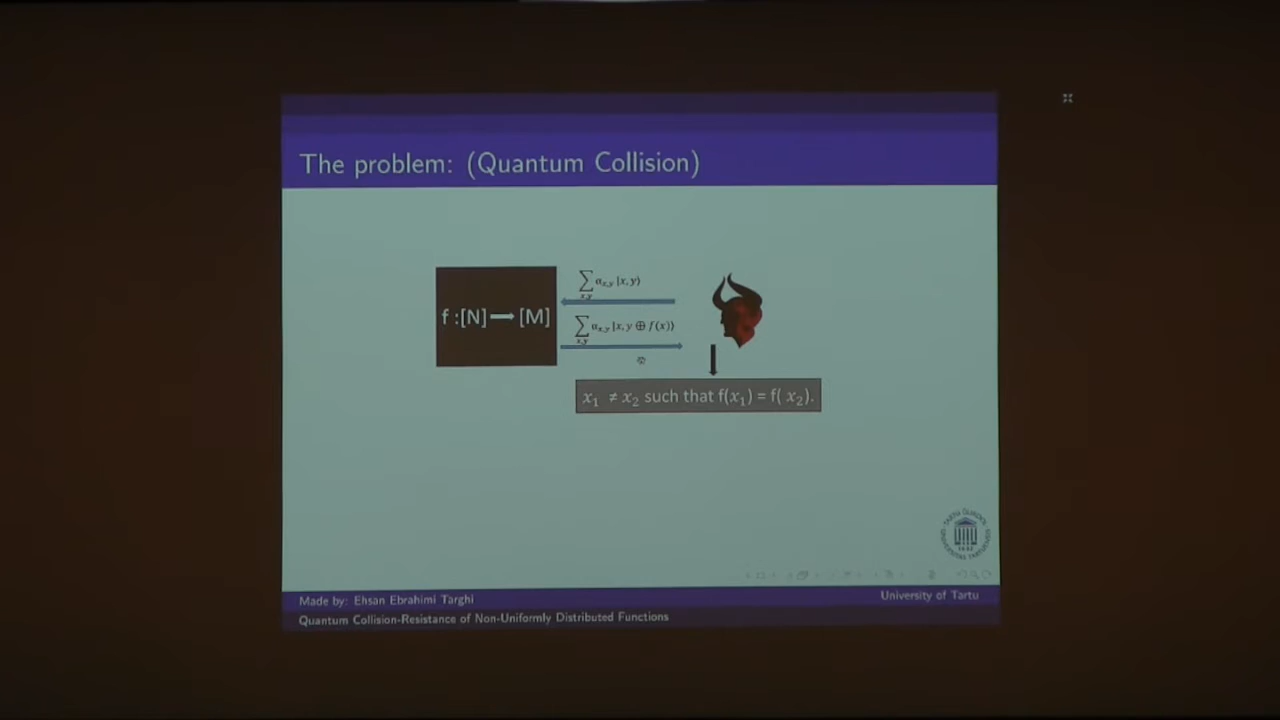 The problem: (Quantum Collision)
∑ α_{x,y} |x, y⟩
x,y
f :[N] ⟶ [M]
∑ α_{x,y} |x, y ⊕ f(x)⟩
x,y
x₁ ≠ x₂ such that f(x₁) = f( x₂).
Made by: Ehsan Ebrahimi Targhi
University of Tartu
Quantum Collision-Resistance of Non-Uniformly Distributed Functions